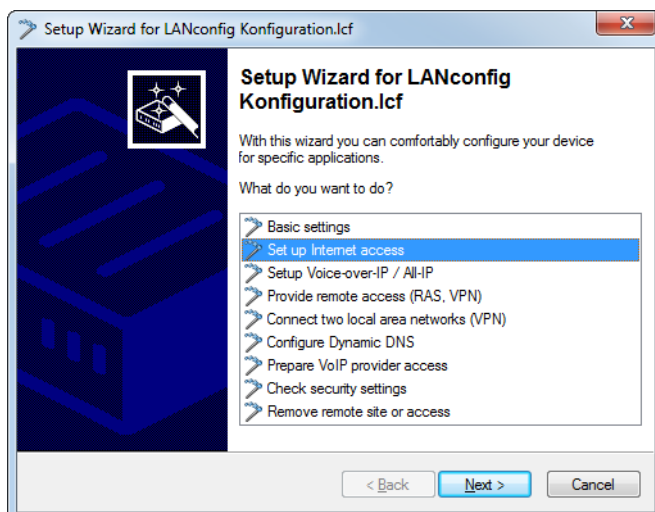 Setup Wizard for LANconfig Konfiguration.lcf
Setup Wizard for LANconfig
Konfiguration.lcf
With this wizard you can comfortably configure your device
for specific applications.
What do you want to do?
Basic settings
Set up Internet access
Setup Voice-over-IP / All-IP
Provide remote access (RAS, VPN)
Connect two local area networks (VPN)
Configure Dynamic DNS
Prepare VoIP provider access
Check security settings
Remove remote site or access
< Back Next > Cancel